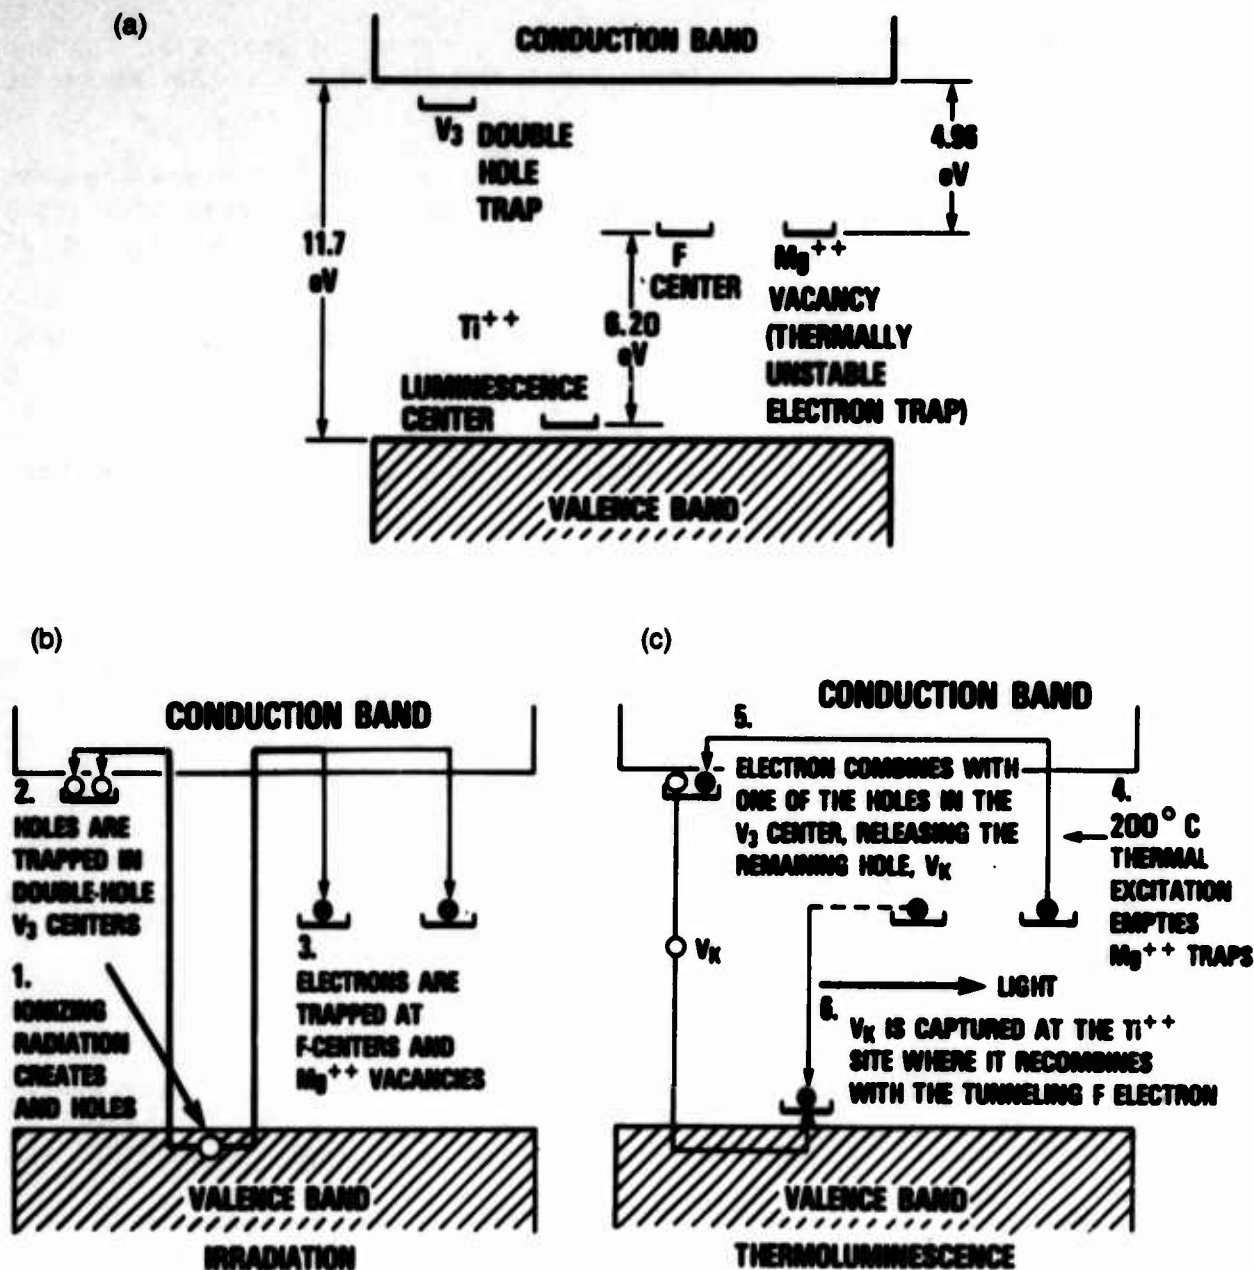 (a)
CONDUCTION BAND
V3 DOUBLE
HOLE
TRAP
4.96
eV
11.7
eV
F
CENTER
Mg++
VACANCY
(THERMALLY
UNSTABLE
ELECTRON TRAP)
6.20
eV
Ti++
LUMINESCENCE
CENTER
VALENCE BAND
(b)
CONDUCTION BAND
2.
HOLES ARE
TRAPPED IN
DOUBLE-HOLE
V3 CENTERS
1.
IONIZING
RADIATION
CREATES
AND HOLES
3.
ELECTRONS ARE
TRAPPED AT
F-CENTERS AND
Mg++ VACANCIES
VALENCE BAND
IRRADIATION
(c)
CONDUCTION BAND
5.
ELECTRON COMBINES WITH
ONE OF THE HOLES IN THE
V3 CENTER, RELEASING THE
REMAINING HOLE, VK
4.
200° C
THERMAL
EXCITATION
EMPTIES
Mg++ TRAPS
VK
LIGHT
6.
VK IS CAPTURED AT THE Ti++
SITE WHERE IT RECOMBINES
WITH THE TUNNELING F ELECTRON
VALENCE BAND
THERMOLUMINESCENCE